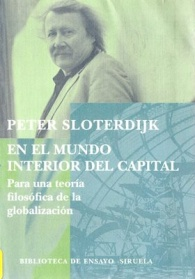 PETER SLOTERDIJK
EN EL MUNDO
INTERIOR DEL CAPITAL
Para una teoría
filosófica de la
globalización
BIBLIOTECA DE ENSAYO SIRUELA